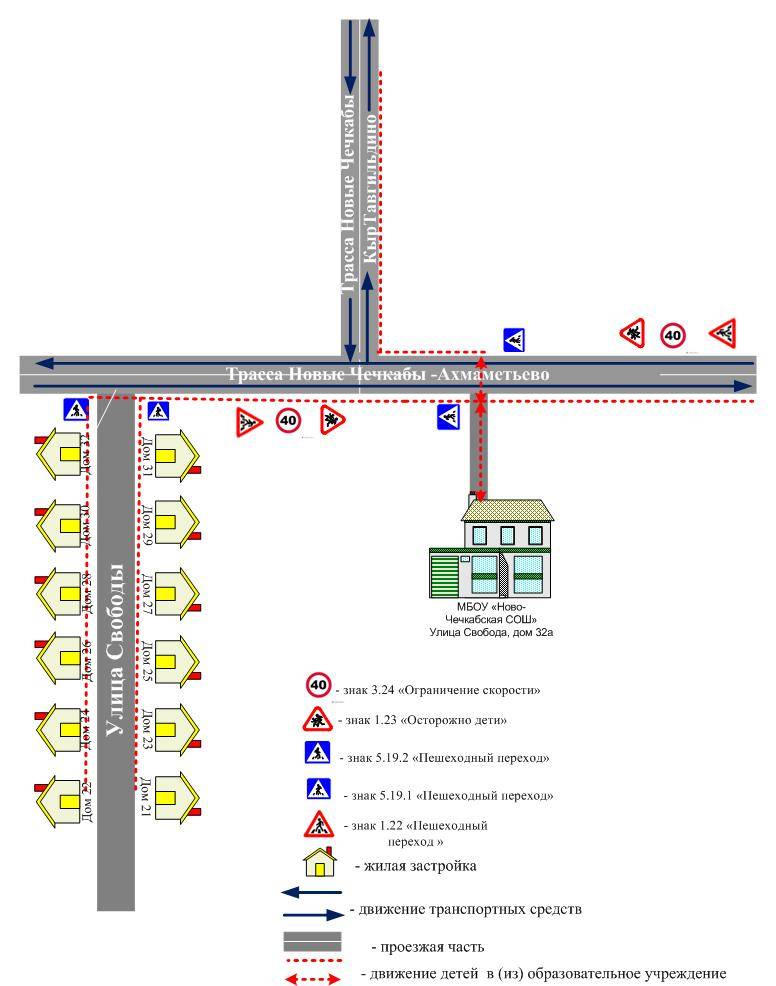 Трасса Новые Чечкабы
КырТавгильдино
40
Трасса Новые Чечкабы -Ахмаметьево
40
Дом 32
Дом 31
Дом 30
Дом 29
Дом 28
Дом 27
Дом 26
Дом 25
Дом 24
Дом 23
Дом 22
Дом 21
Улица Свободы
МБОУ «Ново-
Чечкабская СОШ»
Улица Свобода, дом 32а
40 - знак 3.24 «Ограничение скорости»
- знак 1.23 «Осторожно дети»
- знак 5.19.2 «Пешеходный переход»
- знак 5.19.1 «Пешеходный переход»
- знак 1.22 «Пешеходный
переход »
- жилая застройка
- движение транспортных средств
- проезжая часть
- движение детей в (из) образовательное учреждение